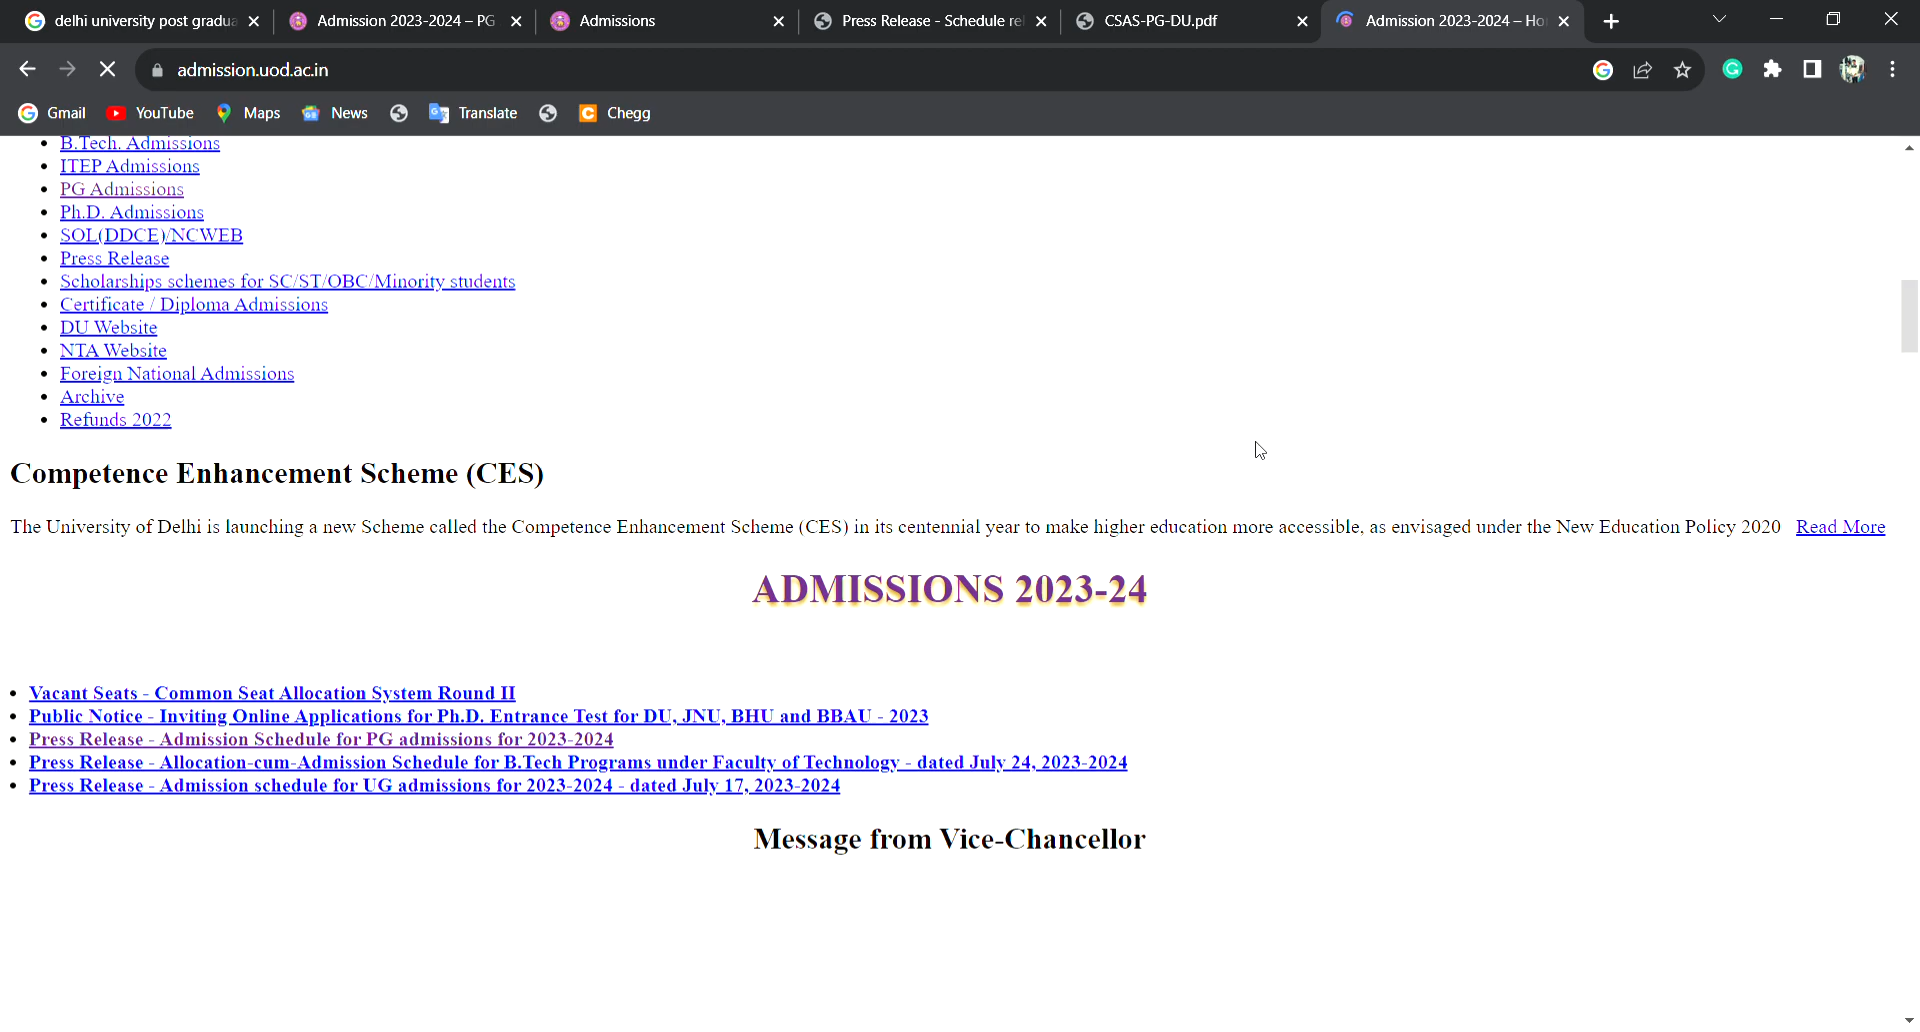 delhi university post gradua
Admission 2023-2024 – PG
Admissions
Press Release - Schedule rel
CSAS-PG-DU.pdf
Admission 2023-2024 – Ho
admission.uod.ac.in
Gmail
YouTube
Maps
News
Translate
Chegg
B.Tech. Admissions
ITEP Admissions
PG Admissions
Ph.D. Admissions
SOL(DDCE)/NCWEB
Press Release
Scholarships schemes for SC/ST/OBC/Minority students
Certificate / Diploma Admissions
DU Website
NTA Website
Foreign National Admissions
Archive
Refunds 2022
Competence Enhancement Scheme (CES)
The University of Delhi is launching a new Scheme called the Competence Enhancement Scheme (CES) in its centennial year to make higher education more accessible, as envisaged under the New Education Policy 2020 Read More
ADMISSIONS 2023-24
Vacant Seats - Common Seat Allocation System Round II
Public Notice - Inviting Online Applications for Ph.D. Entrance Test for DU, JNU, BHU and BBAU - 2023
Press Release - Admission Schedule for PG admissions for 2023-2024
Press Release - Allocation-cum-Admission Schedule for B.Tech Programs under Faculty of Technology - dated July 24, 2023-2024
Press Release - Admission schedule for UG admissions for 2023-2024 - dated July 17, 2023-2024
Message from Vice-Chancellor